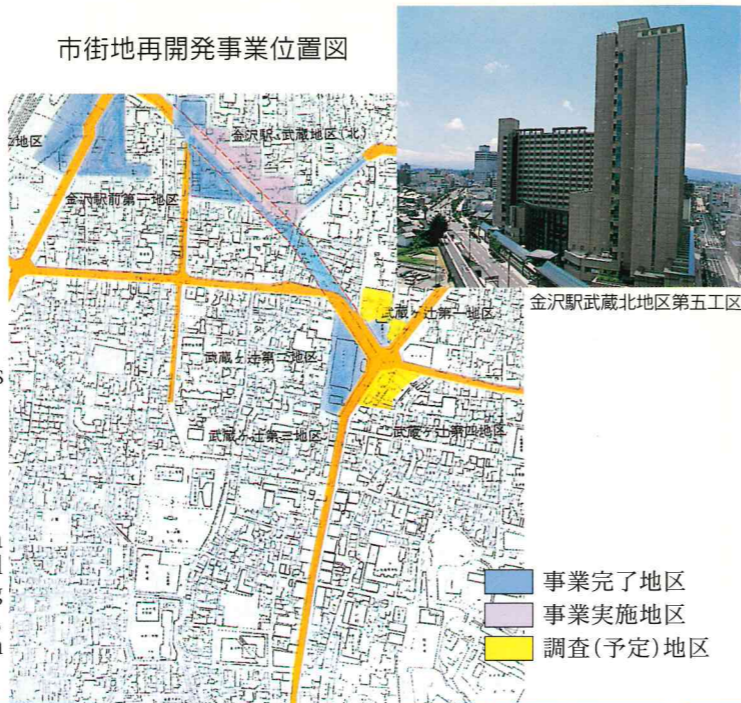 市街地再開発事業位置図
地区
金沢駅・武蔵地区(北)
金沢駅前第一地区
武蔵ヶ辻第一地区
武蔵ヶ辻第二地区
武蔵ヶ辻第三地区
武蔵ヶ辻第四地区
金沢駅武蔵北地区第五工区
事業完了地区
事業実施地区
調査(予定)地区